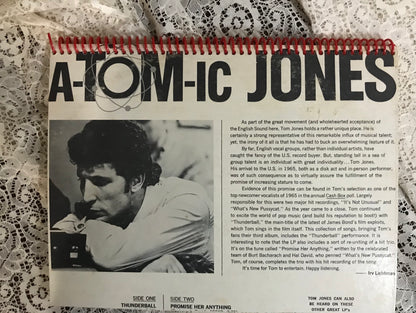 A-TOM-IC JONES
As part of the great movement (and wholehearted acceptance) of
the English Sound here, Tom Jones holds a rather unique place. He is
certainly a strong representative of this remarkable influx of musical talent;
yet, the irony of it all is that he has had to buck an overwhelming feature of it.
By far, English vocal groups, rather than individual artists, have
caught the fancy of the U.S. record buyer. But, standing tall in a sea of
group talent is an individual with great individuality... Tom Jones.
His arrival to the U.S. in 1965, both as a disk act and in-person performer,
was of such consequence as to virtually assure the fulfillment of the
promise of increasing stature to come.
Evidence of this promise can be found in Tom's selection as one of the
top newcomer vocalists of 1965 in the annual Cash Box poll. Largely
responsible for this were two major hit recordings, "It's Not Unusual" and
"What's New Pussycat." As the year came to a close, Tom continued
to excite the world of pop music (and build his reputation to boot!) with
"Thunderball," the main-title of the latest of James Bond's film exploits,
which Tom sings in the film itself. This collection of songs, bringing Tom's
fans their third album, includes the "Thunderball" performance. It is
interesting to note that the LP also includes a sort of re-uniting of a hit trio.
It's on the tune called "Promise Her Anything," written by the celebrated
team of Burt Bacharach and Hal David, who penned "What's New Pussycat."
Tom, of course, completes the trio with his hit recording of the song.
It's time for Tom to entertain. Happy listening.
— Irv Lichtman
SIDE ONE
THUNDERBALL
SIDE TWO
PROMISE HER ANYTHING
TOM JONES CAN ALSO
BE HEARD ON THESE
OTHER GREAT LP's